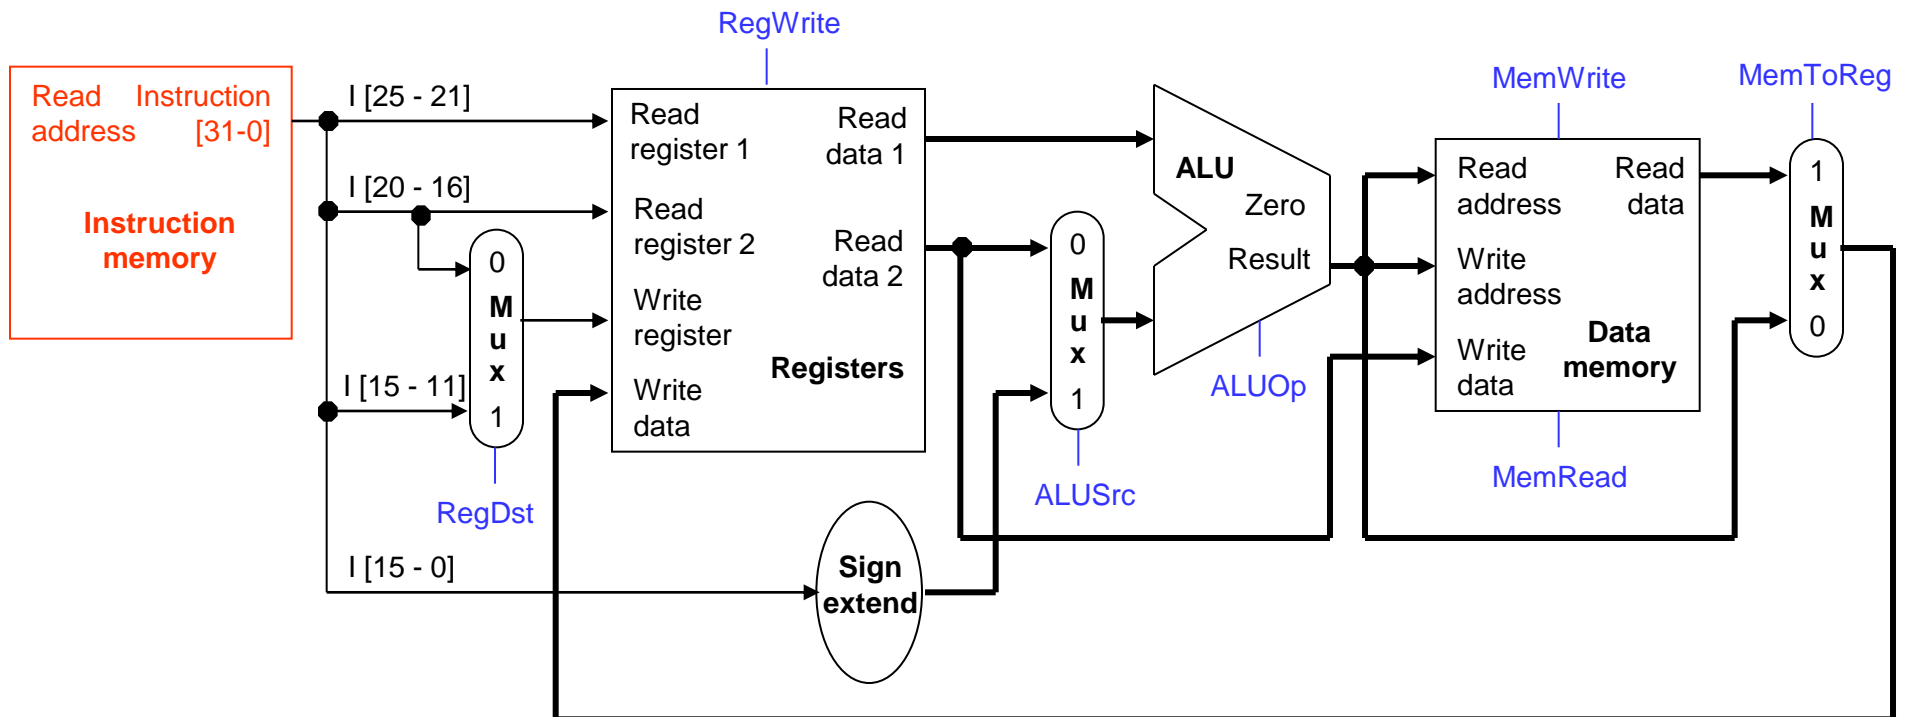 RegWrite
MemWrite
MemToReg
Read Instruction
address [31-0]
Instruction
memory
I [25 - 21]
I [20 - 16]
I [15 - 11]
I [15 - 0]
0
M
u
x
1
RegDst
Read
register 1
Read
register 2
Write
register
Write
data
Read
data 1
Read
data 2
Registers
Sign
extend
0
M
u
x
1
ALUSrc
ALU
Zero
Result
ALUOp
Read
address
Write
address
Write
data
Read
data
Data
memory
MemRead
1
M
u
x
0